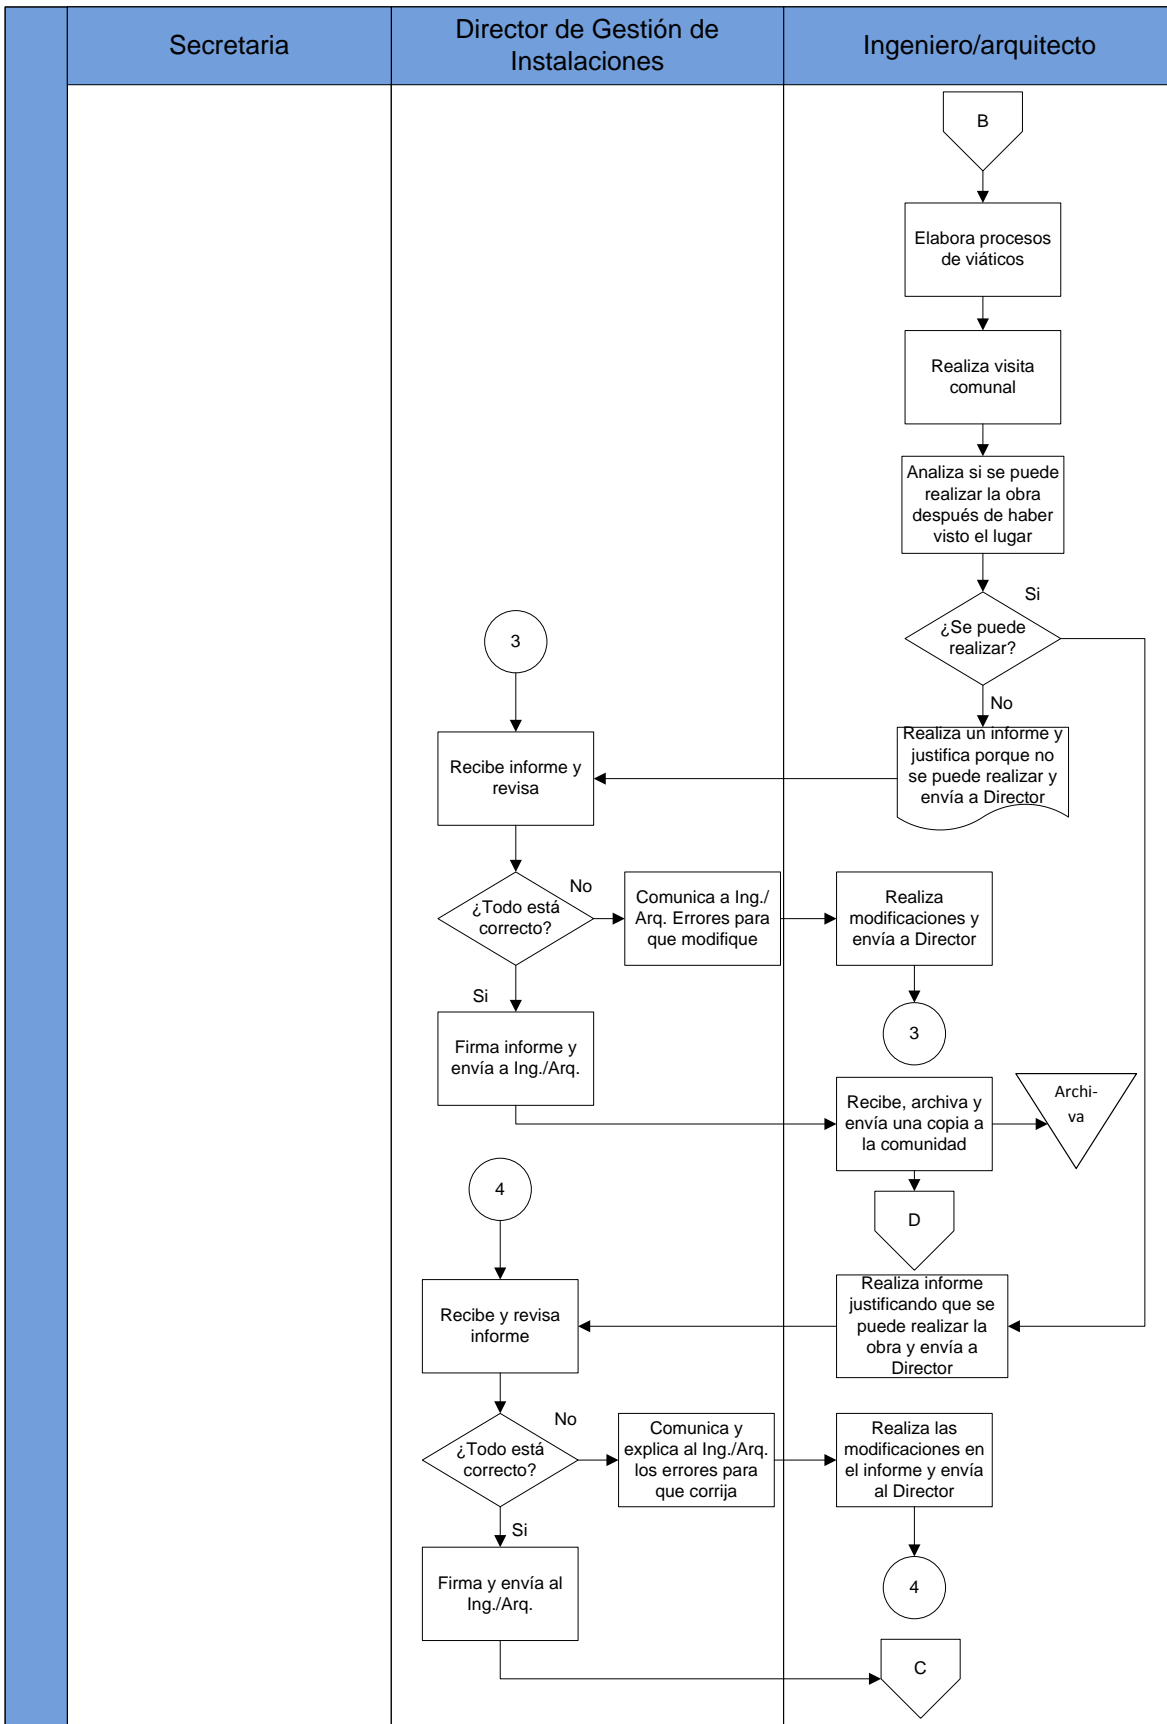 Secretaria
Director de Gestión de
Instalaciones
Ingeniero/arquitecto
B
Elabora procesos
de viáticos
Realiza visita
comunal
Analiza si se puede
realizar la obra
después de haber
visto el lugar
Si
¿Se puede
realizar?
No
3
Realiza un informe y
justifica porque no
se puede realizar y
envía a Director
Recibe informe y
revisa
¿Todo está
correcto?
No
Comunica a Ing./
Arq. Errores para
que modifique
Realiza
modificaciones y
envía a Director
3
Si
Firma informe y
envía a Ing./Arq.
Recibe, archiva y
envía una copia a
la comunidad
Archi-
va
D
4
Realiza informe
justificando que se
puede realizar la
obra y envía a
Director
Recibe y revisa
informe
¿Todo está
correcto?
No
Comunica y
explica al Ing./Arq.
los errores para
que corrija
Realiza las
modificaciones en
el informe y envía
al Director
4
Si
Firma y envía al
Ing./Arq.
C